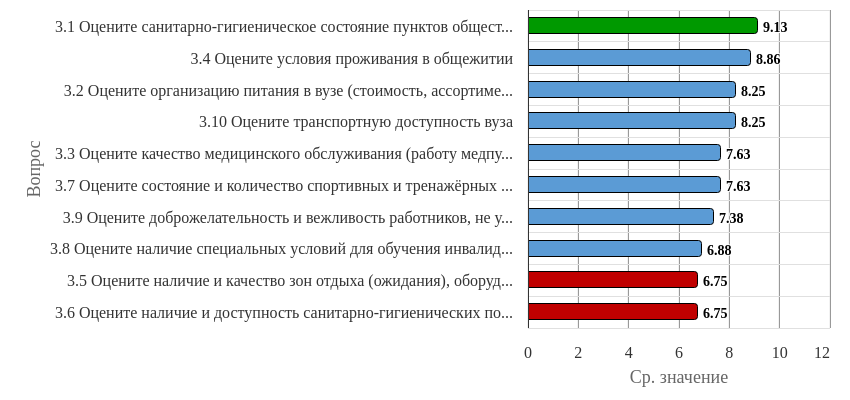 3.1 Оцените санитарно-гигиеническое состояние пунктов общест... 9.13
3.4 Оцените условия проживания в общежитии 8.86
3.2 Оцените организацию питания в вузе (стоимость, ассортиме... 8.25
3.10 Оцените транспортную доступность вуза 8.25
3.3 Оцените качество медицинского обслуживания (работу медпу... 7.63
3.7 Оцените состояние и количество спортивных и тренажёрных ... 7.63
3.9 Оцените доброжелательность и вежливость работников, не у... 7.38
3.8 Оцените наличие специальных условий для обучения инвалид... 6.88
3.5 Оцените наличие и качество зон отдыха (ожидания), оборуд... 6.75
3.6 Оцените наличие и доступность санитарно-гигиенических по... 6.75
Вопрос
0 2 4 6 8 10 12
Ср. значение